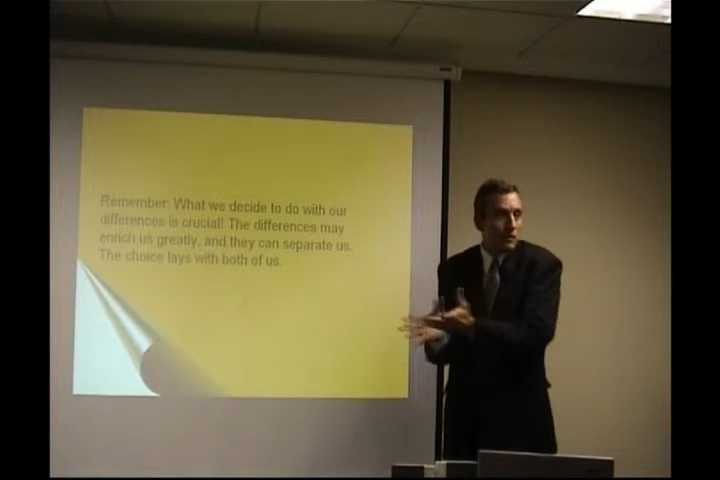 Remember: What we decide to do with our
differences is crucial! The differences may
enrich us greatly, and they can separate us.
The choice lays with both of us.